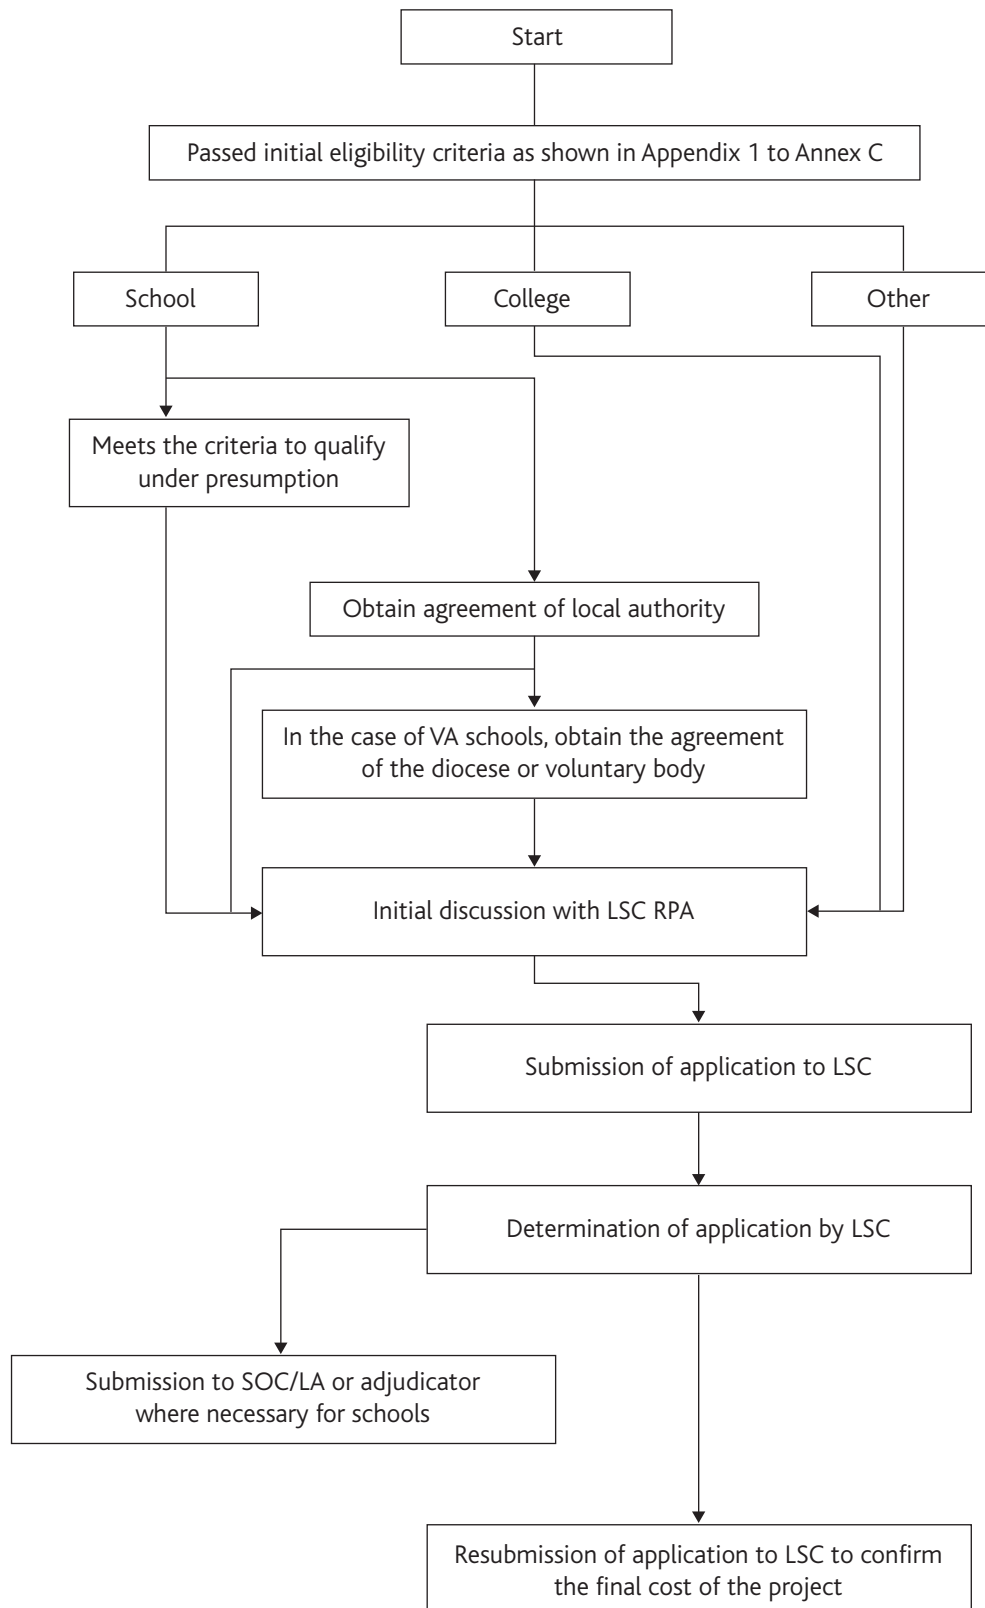 Start
Passed initial eligibility criteria as shown in Appendix 1 to Annex C
School
College
Other
Meets the criteria to qualify
under presumption
Obtain agreement of local authority
In the case of VA schools, obtain the agreement
of the diocese or voluntary body
Initial discussion with LSC RPA
Submission of application to LSC
Determination of application by LSC
Submission to SOC/LA or adjudicator
where necessary for schools
Resubmission of application to LSC to confirm
the final cost of the project